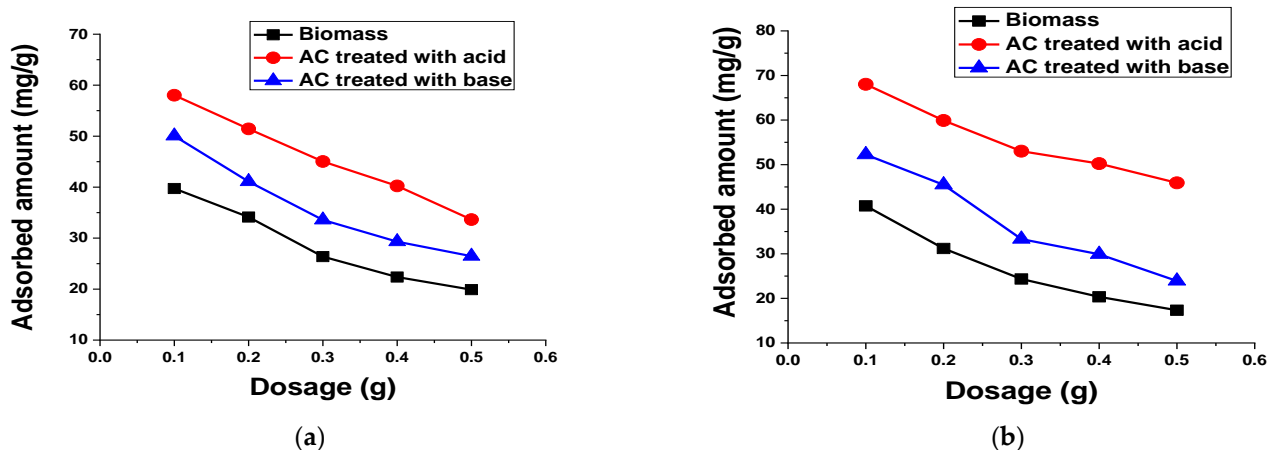 Biomass
AC treated with acid
AC treated with base
Adsorbed amount (mg/g)
70
60
50
40
30
20
10
0.0 0.1 0.2 0.3 0.4 0.5 0.6
Dosage (g)
(a)
Biomass
AC treated with acid
AC treated with base
Adsorbed amount (mg/g)
80
70
60
50
40
30
20
10
0.0 0.1 0.2 0.3 0.4 0.5 0.6
Dosage (g)
(b)